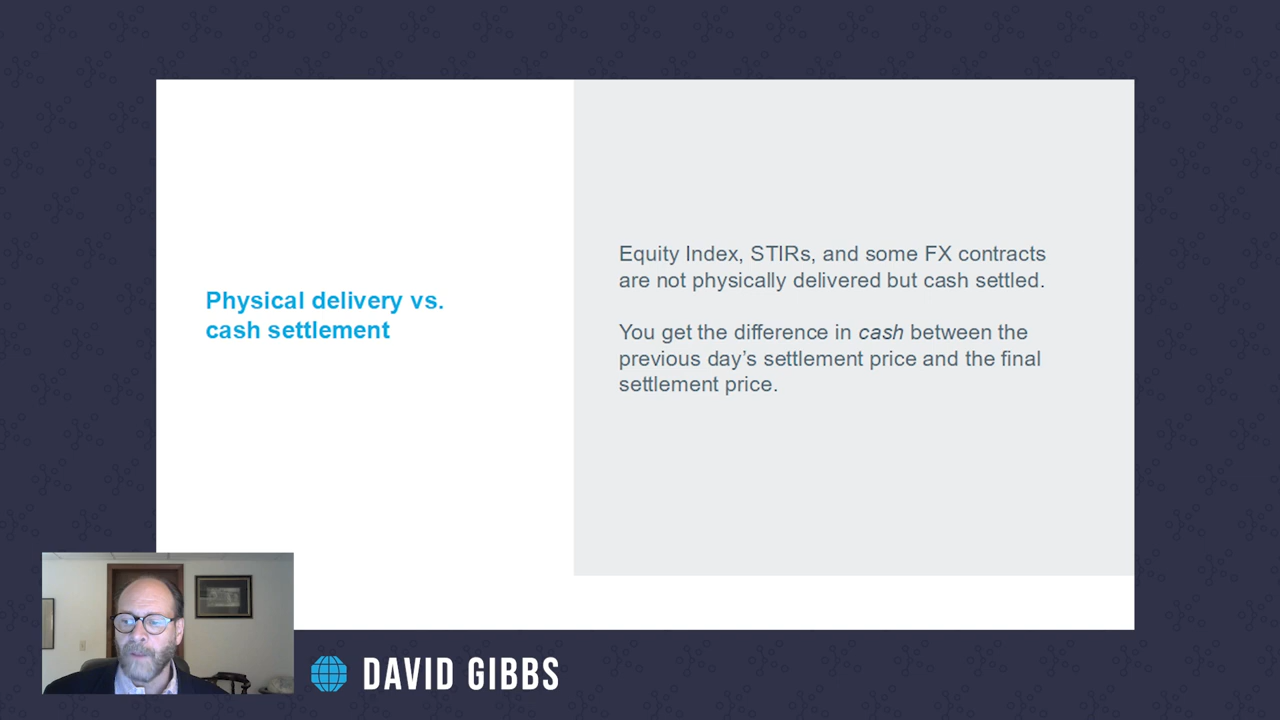 Physical delivery vs.
cash settlement
Equity Index, STIRs, and some FX contracts
are not physically delivered but cash settled.
You get the difference in cash between the
previous day’s settlement price and the final
settlement price.
DAVID GIBBS